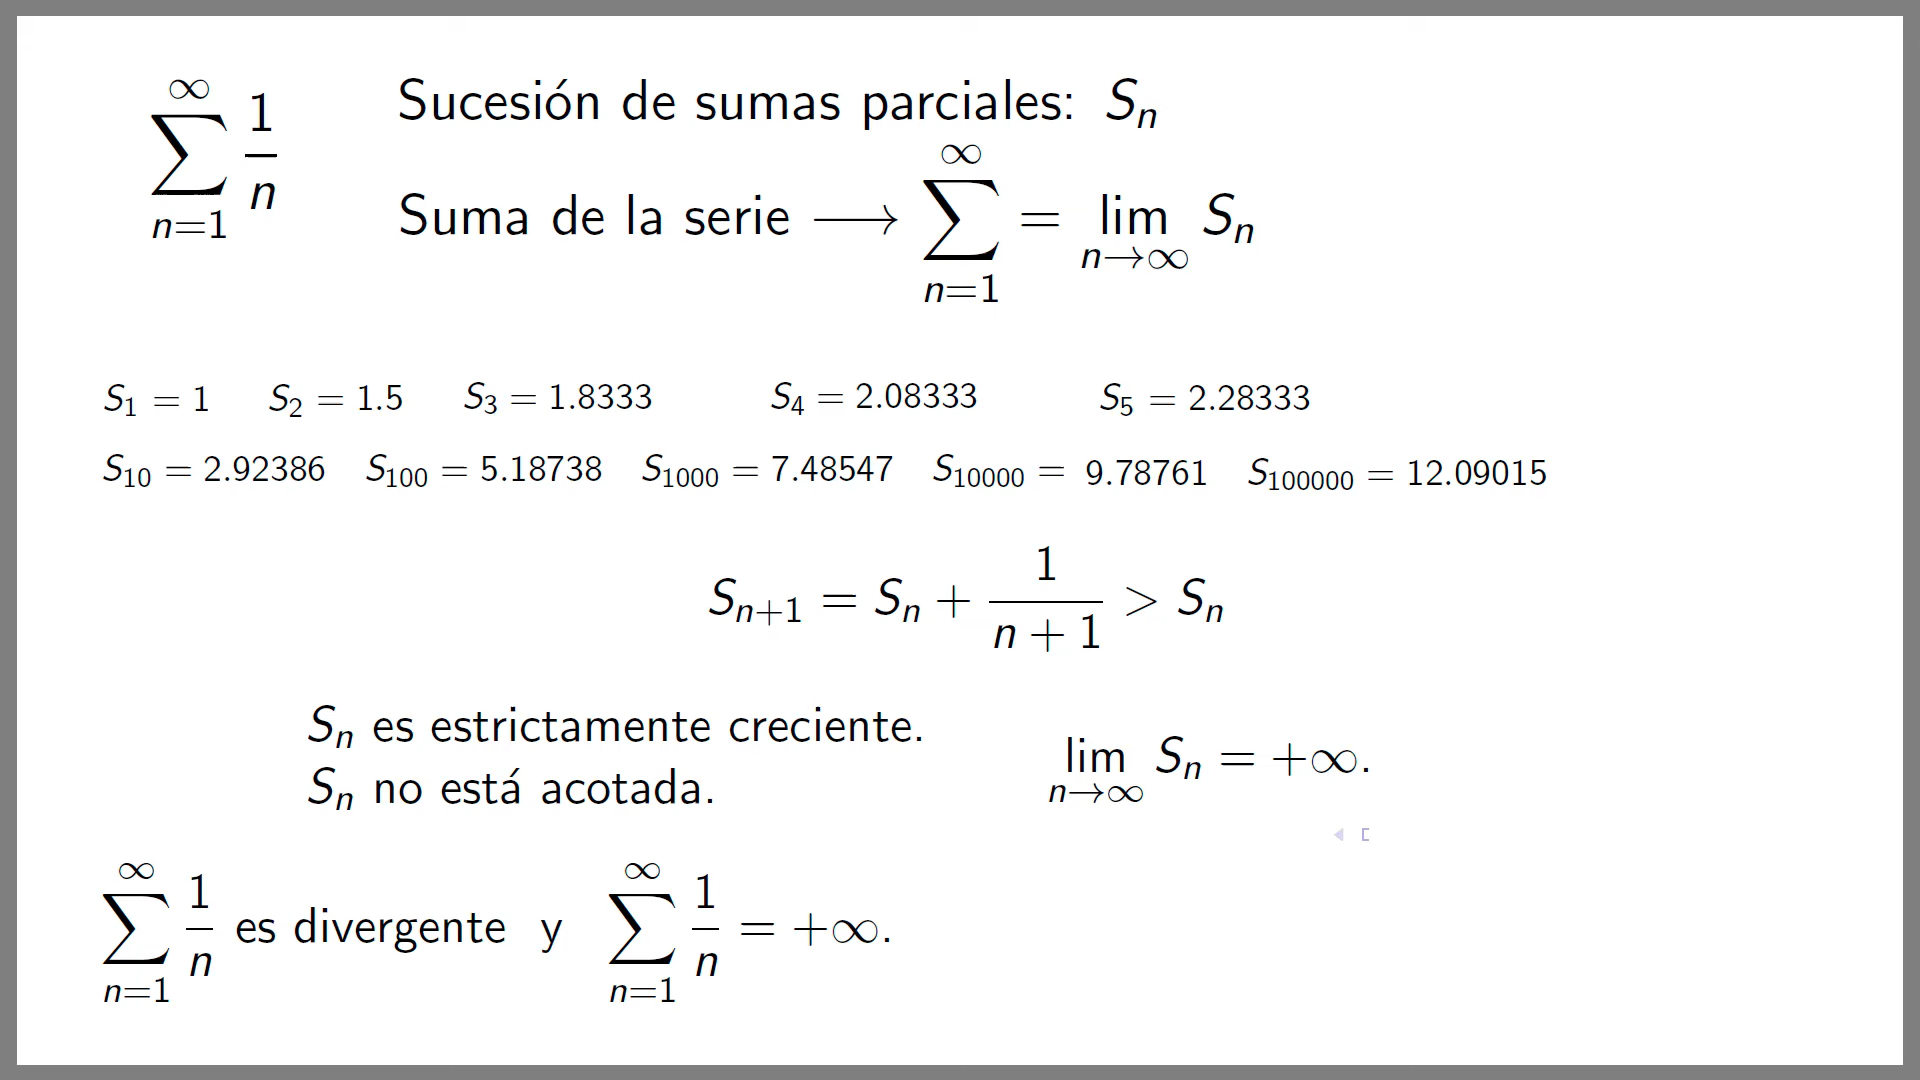 ∑_{n=1}^{∞} 1/n
Sucesión de sumas parciales: S_n
Suma de la serie ⟶ ∑_{n=1}^{∞} = lim_{n→∞} S_n
S_1 = 1 S_2 = 1.5 S_3 = 1.8333 S_4 = 2.08333 S_5 = 2.28333
S_10 = 2.92386 S_100 = 5.18738 S_1000 = 7.48547 S_10000 = 9.78761 S_100000 = 12.09015
S_{n+1} = S_n + 1/(n + 1) > S_n
S_n es estrictamente creciente.
S_n no está acotada.
lim_{n→∞} S_n = +∞.
∑_{n=1}^{∞} 1/n es divergente y ∑_{n=1}^{∞} 1/n = +∞.